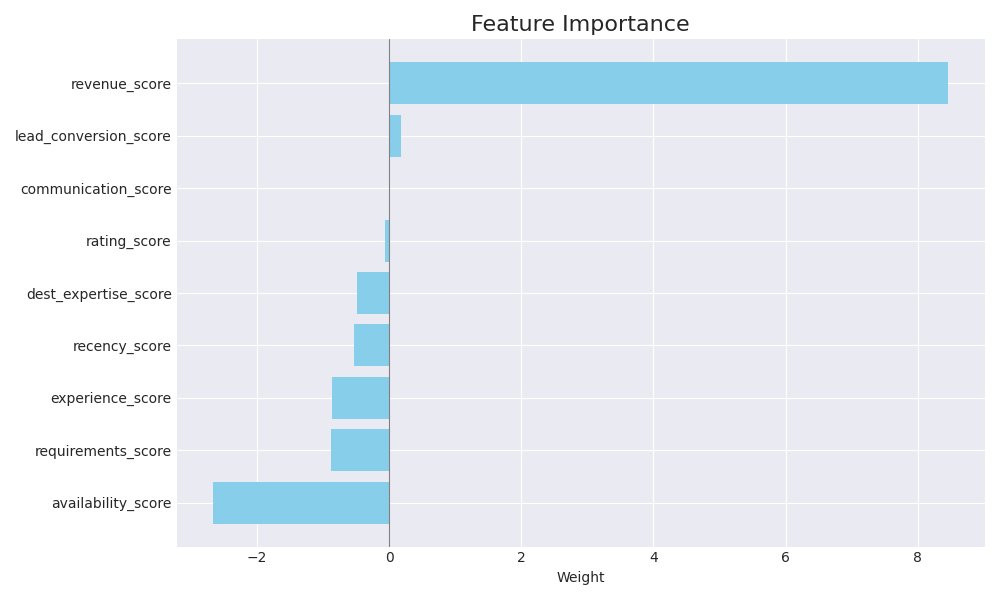 Feature Importance
revenue_score
lead_conversion_score
communication_score
rating_score
dest_expertise_score
recency_score
experience_score
requirements_score
availability_score
−2 0 2 4 6 8
Weight